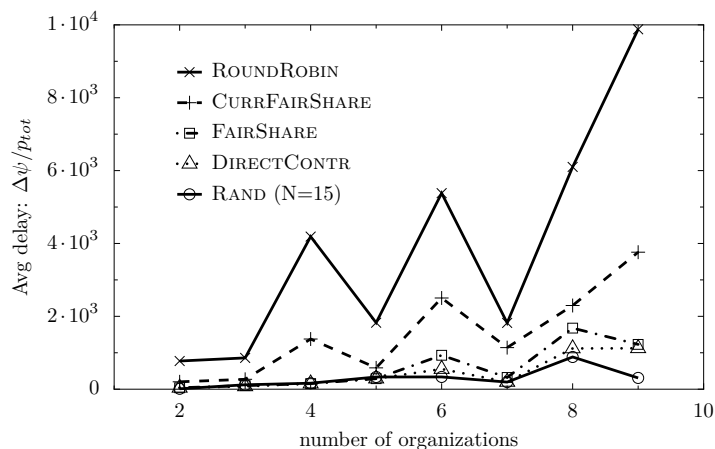 1·10⁴
8·10³
6·10³
4·10³
2·10³
0
Avg delay: Δψ/p_tot
ROUNDROBIN
CURRFAIRSHARE
FAIRSHARE
DIRECTCONTR
RAND (N=15)
2 4 6 8 10
number of organizations